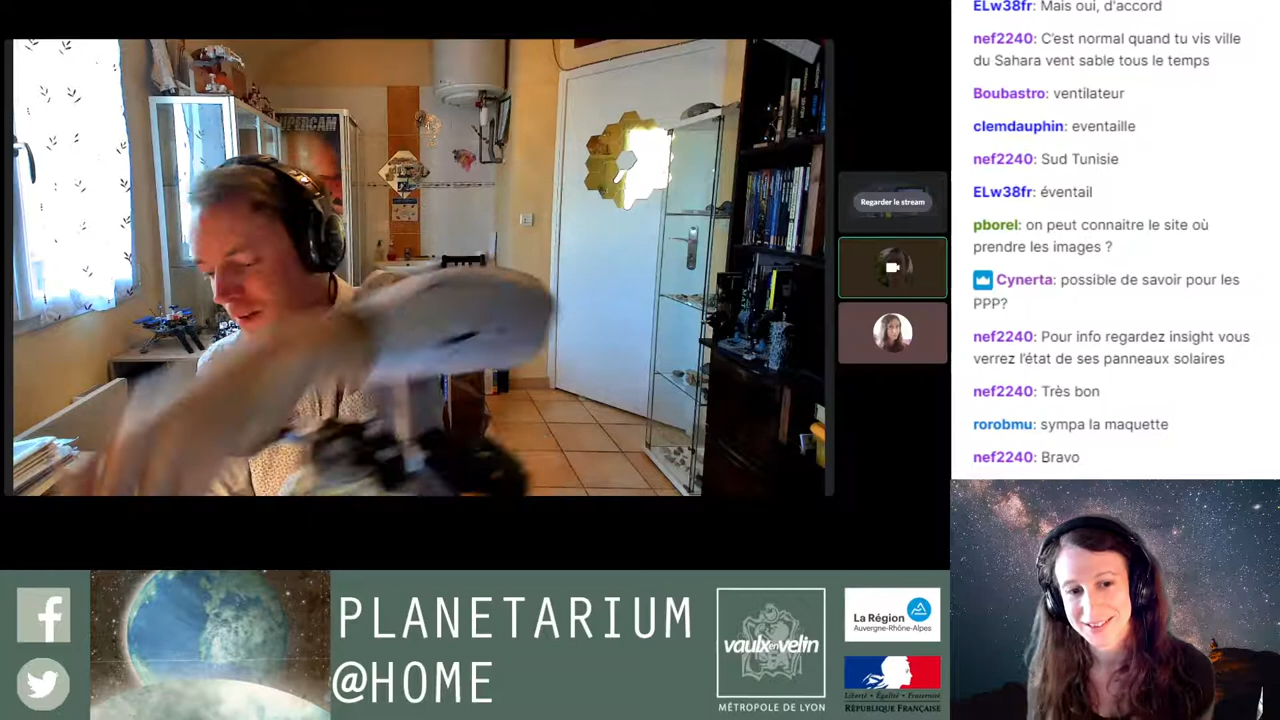 ELw38fr: Mais oui, d'accord
nef2240: C'est normal quand tu vis ville
du Sahara vent sable tous le temps
Boubastro: ventilateur
clemdauphin: eventaille
nef2240: Sud Tunisie
ELw38fr: éventail
pborel: on peut connaitre le site où
prendre les images ?
Cynerta: possible de savoir pour les
PPP?
nef2240: Pour info regardez insight vous
verrez l'état de ses panneaux solaires
nef2240: Très bon
rorobmu: sympa la maquette
nef2240: Bravo
SUPERCAM
Regarder le stream
PLANETARIUM
@HOME
vaulx en velin
MÉTROPOLE DE LYON
La Région
Auvergne-Rhône-Alpes
Liberté • Égalité • Fraternité
RÉPUBLIQUE FRANÇAISE